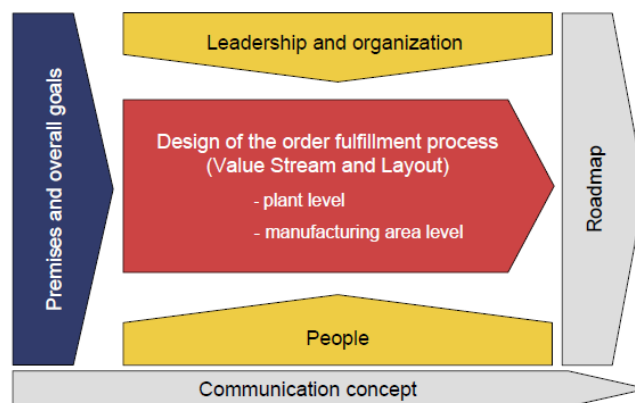 Premises and overall goals
Leadership and organization
Design of the order fulfillment process
(Value Stream and Layout)
- plant level
- manufacturing area level
People
Roadmap
Communication concept